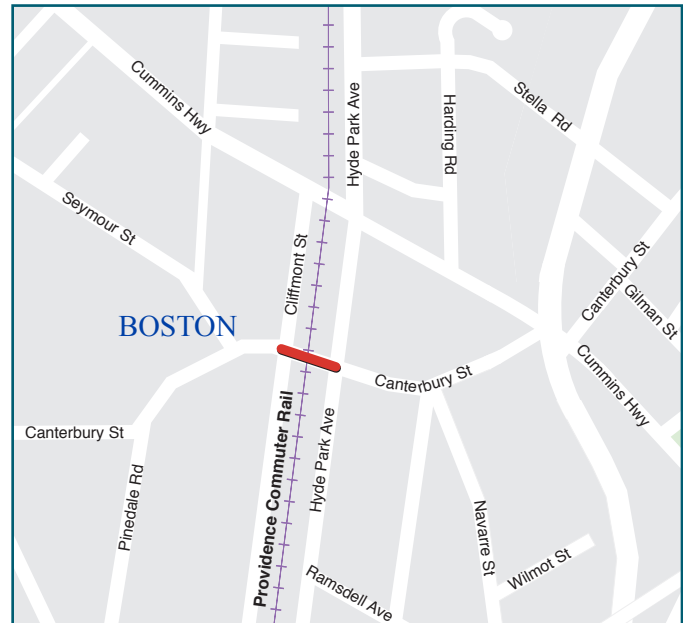 Cummins Hwy
Hyde Park Ave
Harding Rd
Stella Rd
Seymour St
Cliffmont St
Canterbury St
Gilman St
BOSTON
Canterbury St
Cummins Hwy
Canterbury St
Providence Commuter Rail
Hyde Park Ave
Pinedale Rd
Navarre St
Wilmot St
Ramsdell Ave